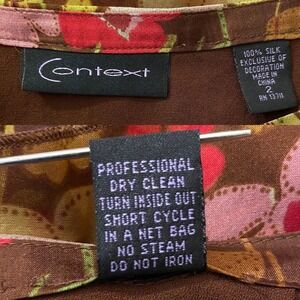 Context
100% SILK
EXCLUSIVE OF
DECORATION
MADE IN
CHINA
2
RN 13711
PROFESSIONAL
DRY CLEAN
TURN INSIDE OUT
SHORT CYCLE
IN A NET BAG
NO STEAM
DO NOT IRON